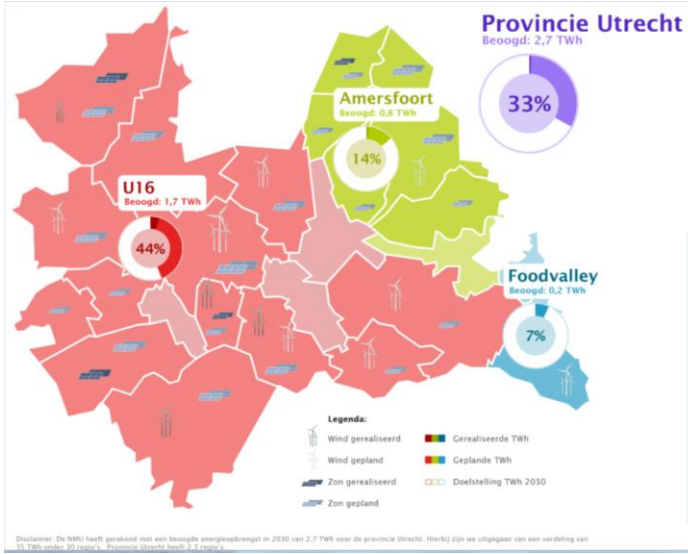 Provincie Utrecht
Beoogd: 2,7 TWh
33%
Amersfoort
Beoogd: 0,8 TWh
14%
U16
Beoogd: 1,7 TWh
44%
Foodvalley
Beoogd: 0,2 TWh
7%
Legenda:
Wind gerealiseerd
Wind gepland
Zon gerealiseerd
Zon gepland
Gerealiseerde TWh
Geplande TWh
Doelstelling TWh 2030
Disclaimer: De NMU heeft gerekend met een beoogde energieopbrengst in 2030 van 2,7 TWh voor de provincie Utrecht. Hierbij zijn we uitgegaan van een verdeling van
35 TWh onder 30 regio's. Provincie Utrecht heeft 2,3 regio's.